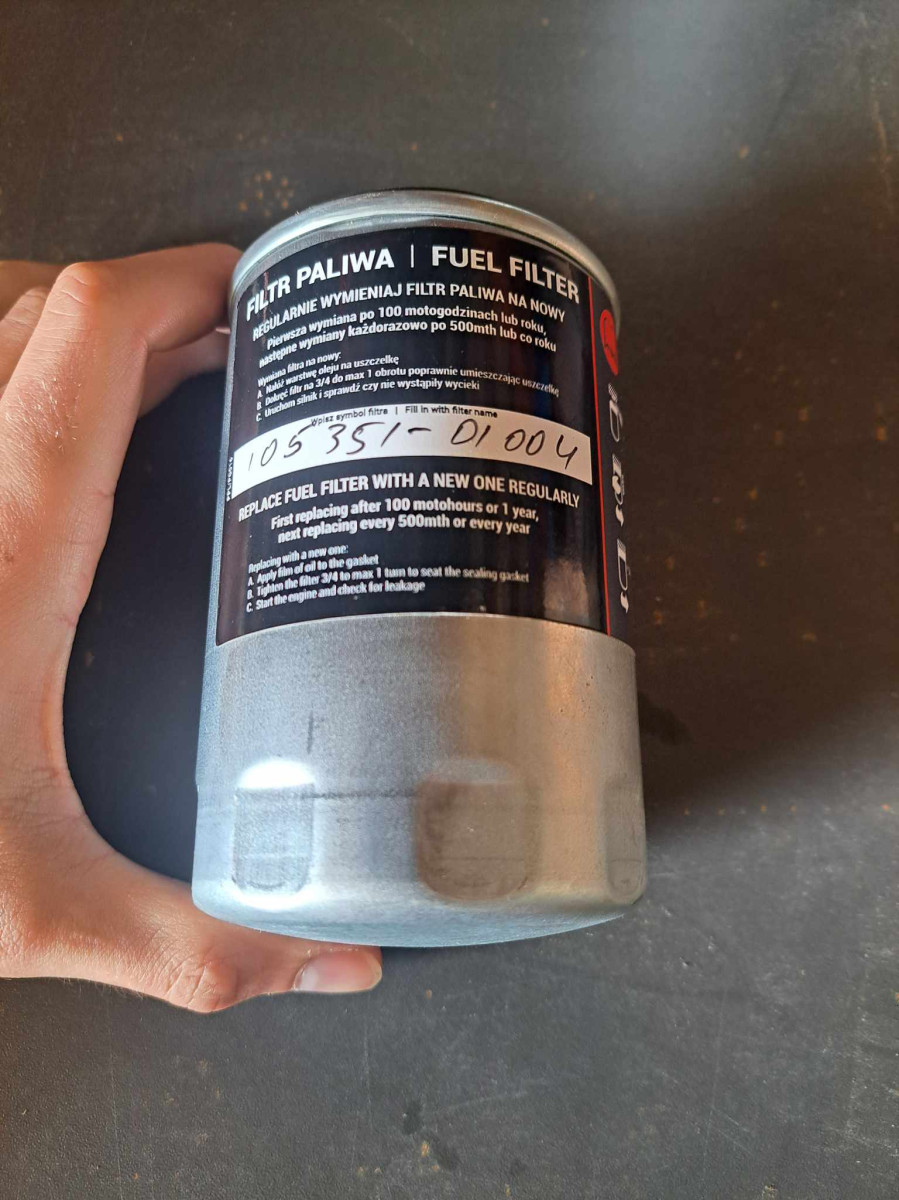 FILTR PALIWA | FUEL FILTER
REGULARNIE WYMIENIAJ FILTR PALIWA NA NOWY
Pierwsza wymiana po 100 motogodzinach lub roku,
następne wymiany każdorazowo po 500mth lub co roku
Wymiana filtra na nowy:
A. Nałóż warstwę oleju na uszczelkę
B. Dokręć filtr na 3/4 do max 1 obrotu poprawnie umieszczając uszczelkę
C. Uruchom silnik i sprawdź czy nie wystąpiły wycieki
Wpisz symbol filtra | Fill in with filter name
105351-01004
REPLACE FUEL FILTER WITH A NEW ONE REGULARLY
First replacing after 100 motohours or 1 year,
next replacing every 500mth or every year
Replacing with a new one:
A. Apply film of oil to the gasket
B. Tighten the filter 3/4 to max 1 turn to seat the sealing gasket
C. Start the engine and check for leakage